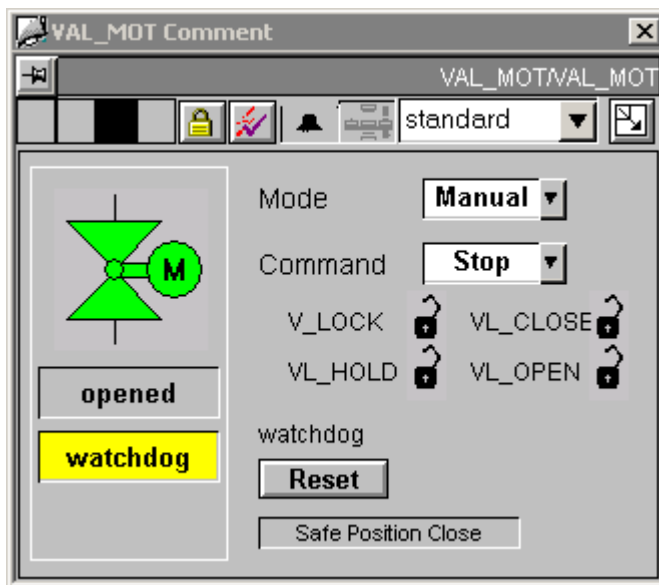 VAL_MOT Comment
VAL_MOT/VAL_MOT
standard
Mode Manual
M
Command Stop
V_LOCK VL_CLOSE
VL_HOLD VL_OPEN
opened
watchdog
watchdog
Reset
Safe Position Close